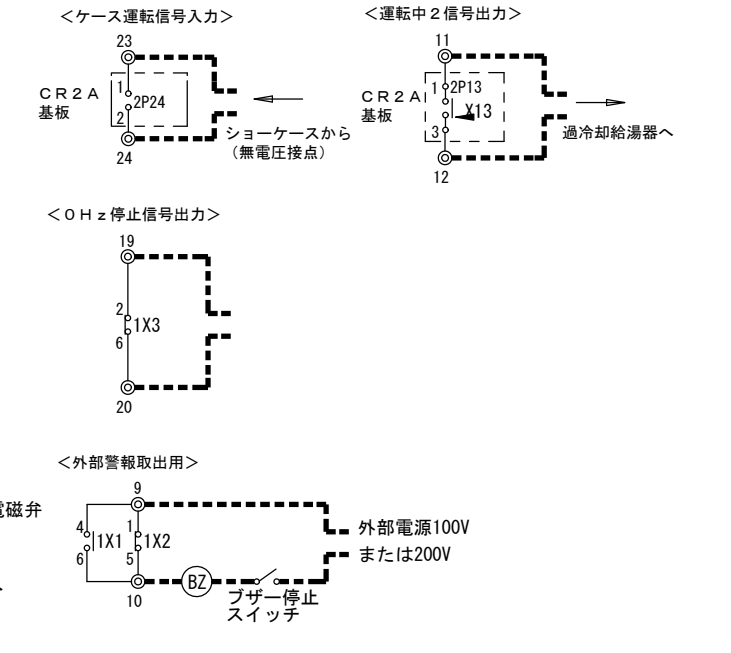 ＜ケース運転信号入力＞
23
ＣＲ２Ａ
基板
1
2P24
2
24
ショーケースから
（無電圧接点）
＜運転中２信号出力＞
11
ＣＲ２Ａ
基板
1
2P13
X13
3
12
過冷却給湯器へ
＜０Ｈｚ停止信号出力＞
19
2
1X3
6
20
＜外部警報取出用＞
9
電磁弁
4
1X1
6
1
1X2
5
10
BZ
ブザー停止
スイッチ
外部電源100V
または200V